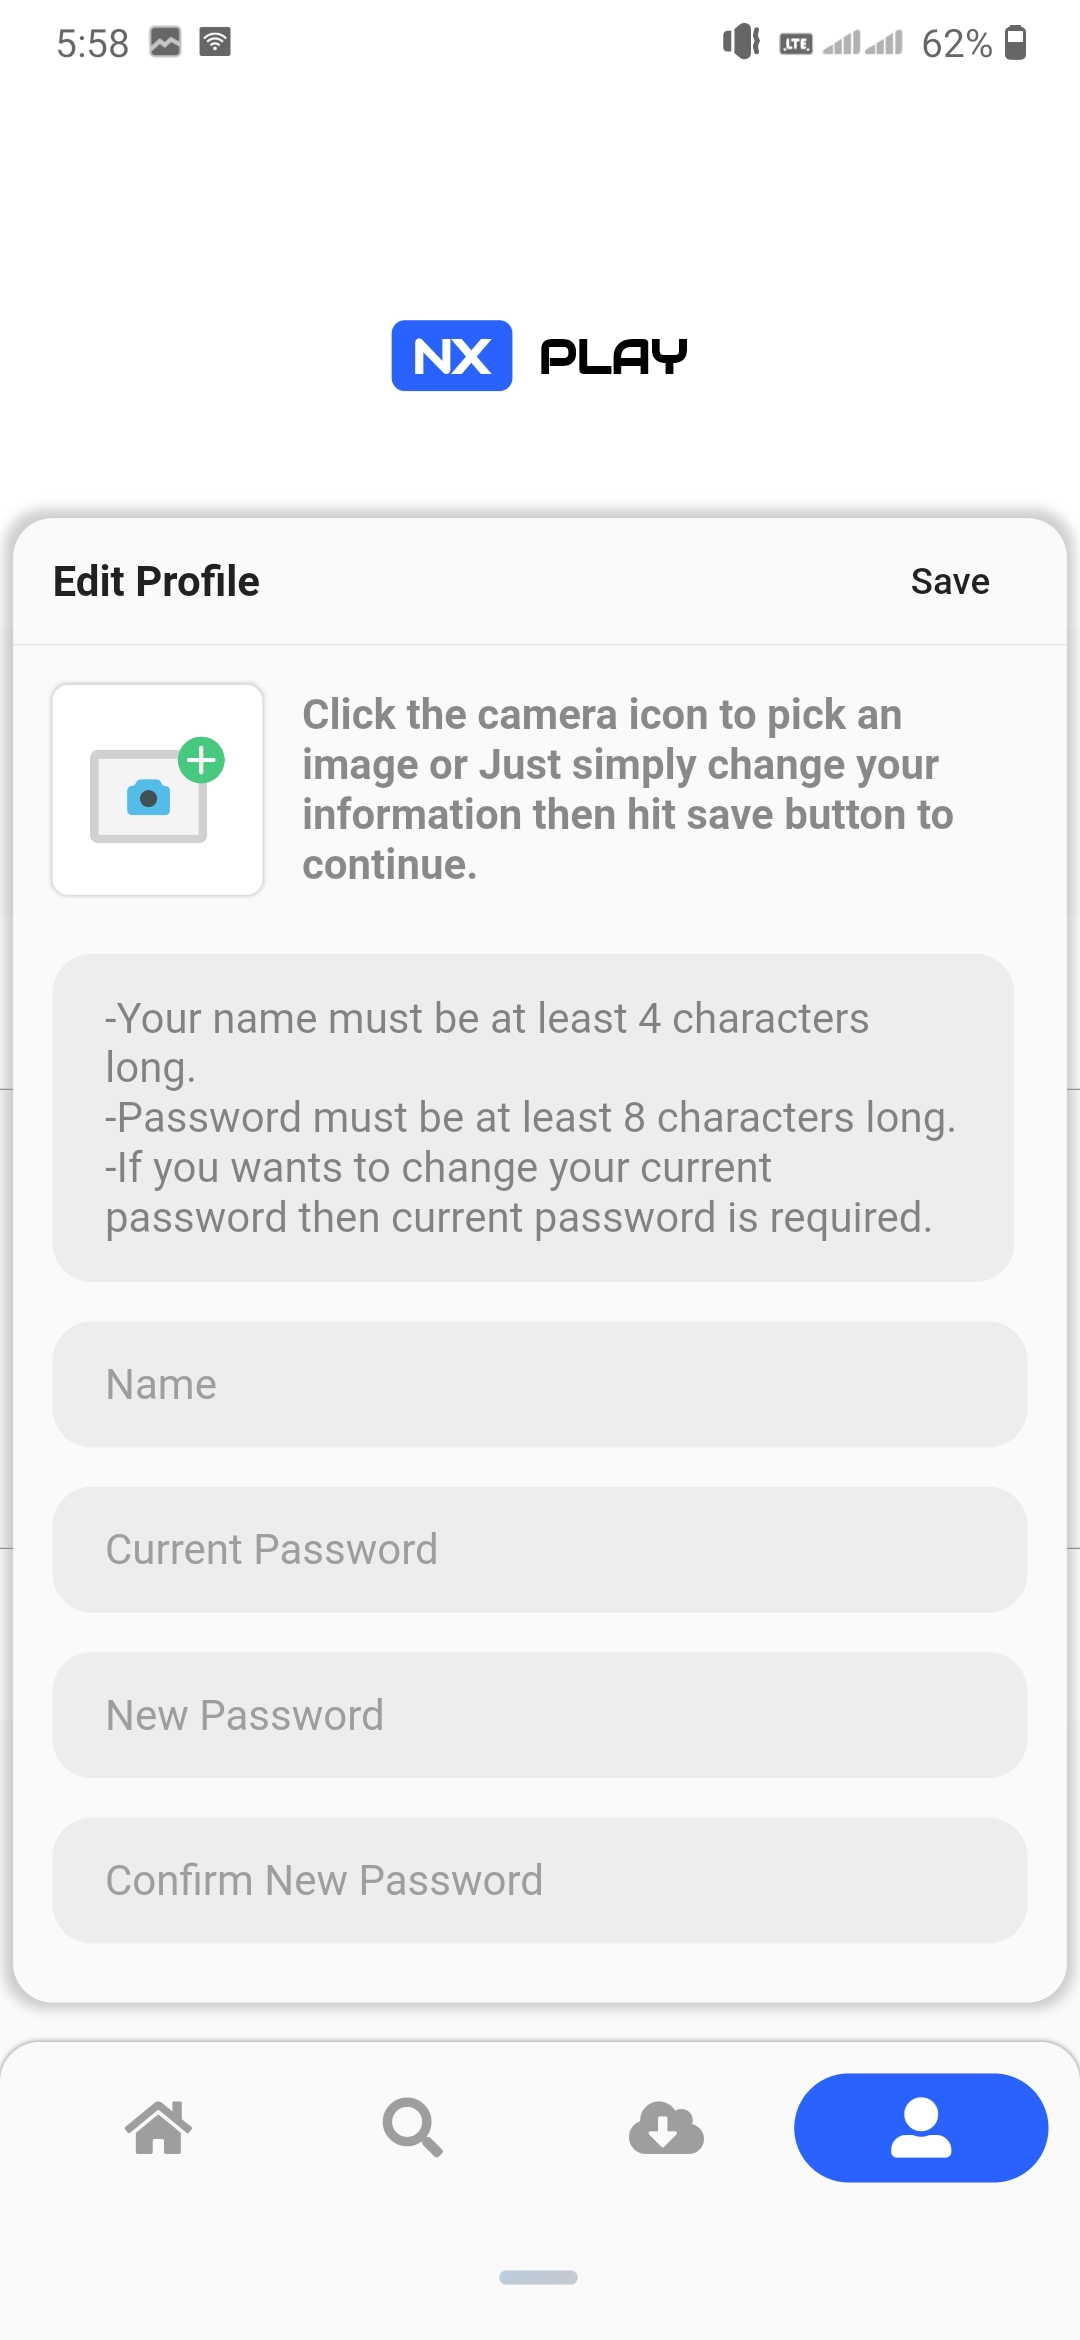 5:58
LTE
62%
NX PLAY
Edit Profile
Save
Click the camera icon to pick an
image or Just simply change your
information then hit save button to
continue.
-Your name must be at least 4 characters
long.
-Password must be at least 8 characters long.
-If you wants to change your current
password then current password is required.
Name
Current Password
New Password
Confirm New Password